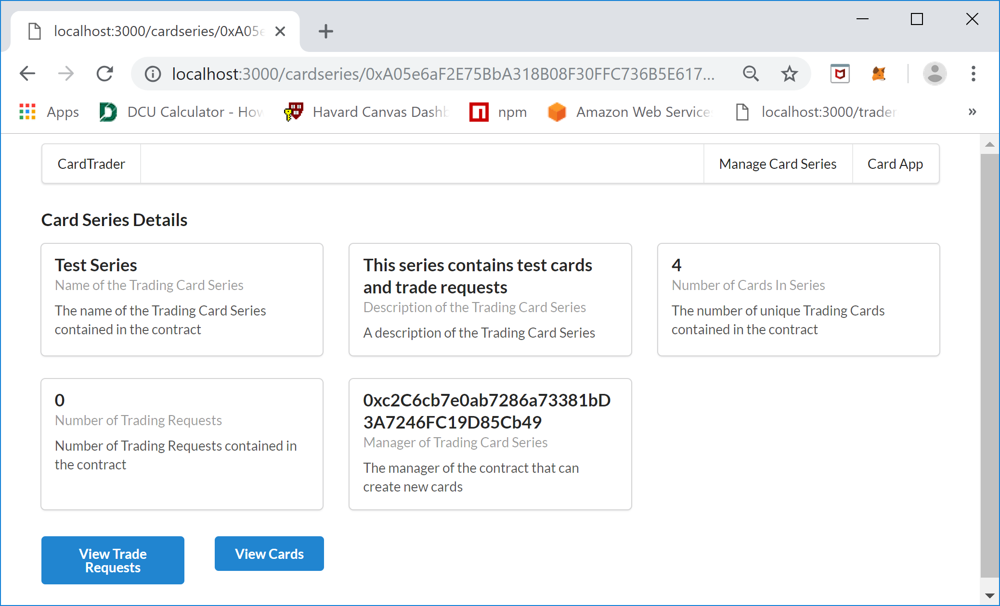 localhost:3000/cardseries/0xA05e
localhost:3000/cardseries/0xA05e6aF2E75BbA318B08F30FFC736B5E617...
Apps DCU Calculator - How Havard Canvas Dashb npm Amazon Web Services localhost:3000/trader »
CardTrader Manage Card Series Card App
Card Series Details
Test Series
Name of the Trading Card Series
The name of the Trading Card Series
contained in the contract
This series contains test cards
and trade requests
Description of the Trading Card Series
A description of the Trading Card Series
4
Number of Cards In Series
The number of unique Trading Cards
contained in the contract
0
Number of Trading Requests
Number of Trading Requests contained in
the contract
0xc2C6cb7e0ab7286a73381bD
3A7246FC19D85Cb49
Manager of Trading Card Series
The manager of the contract that can
create new cards
View Trade
Requests
View Cards